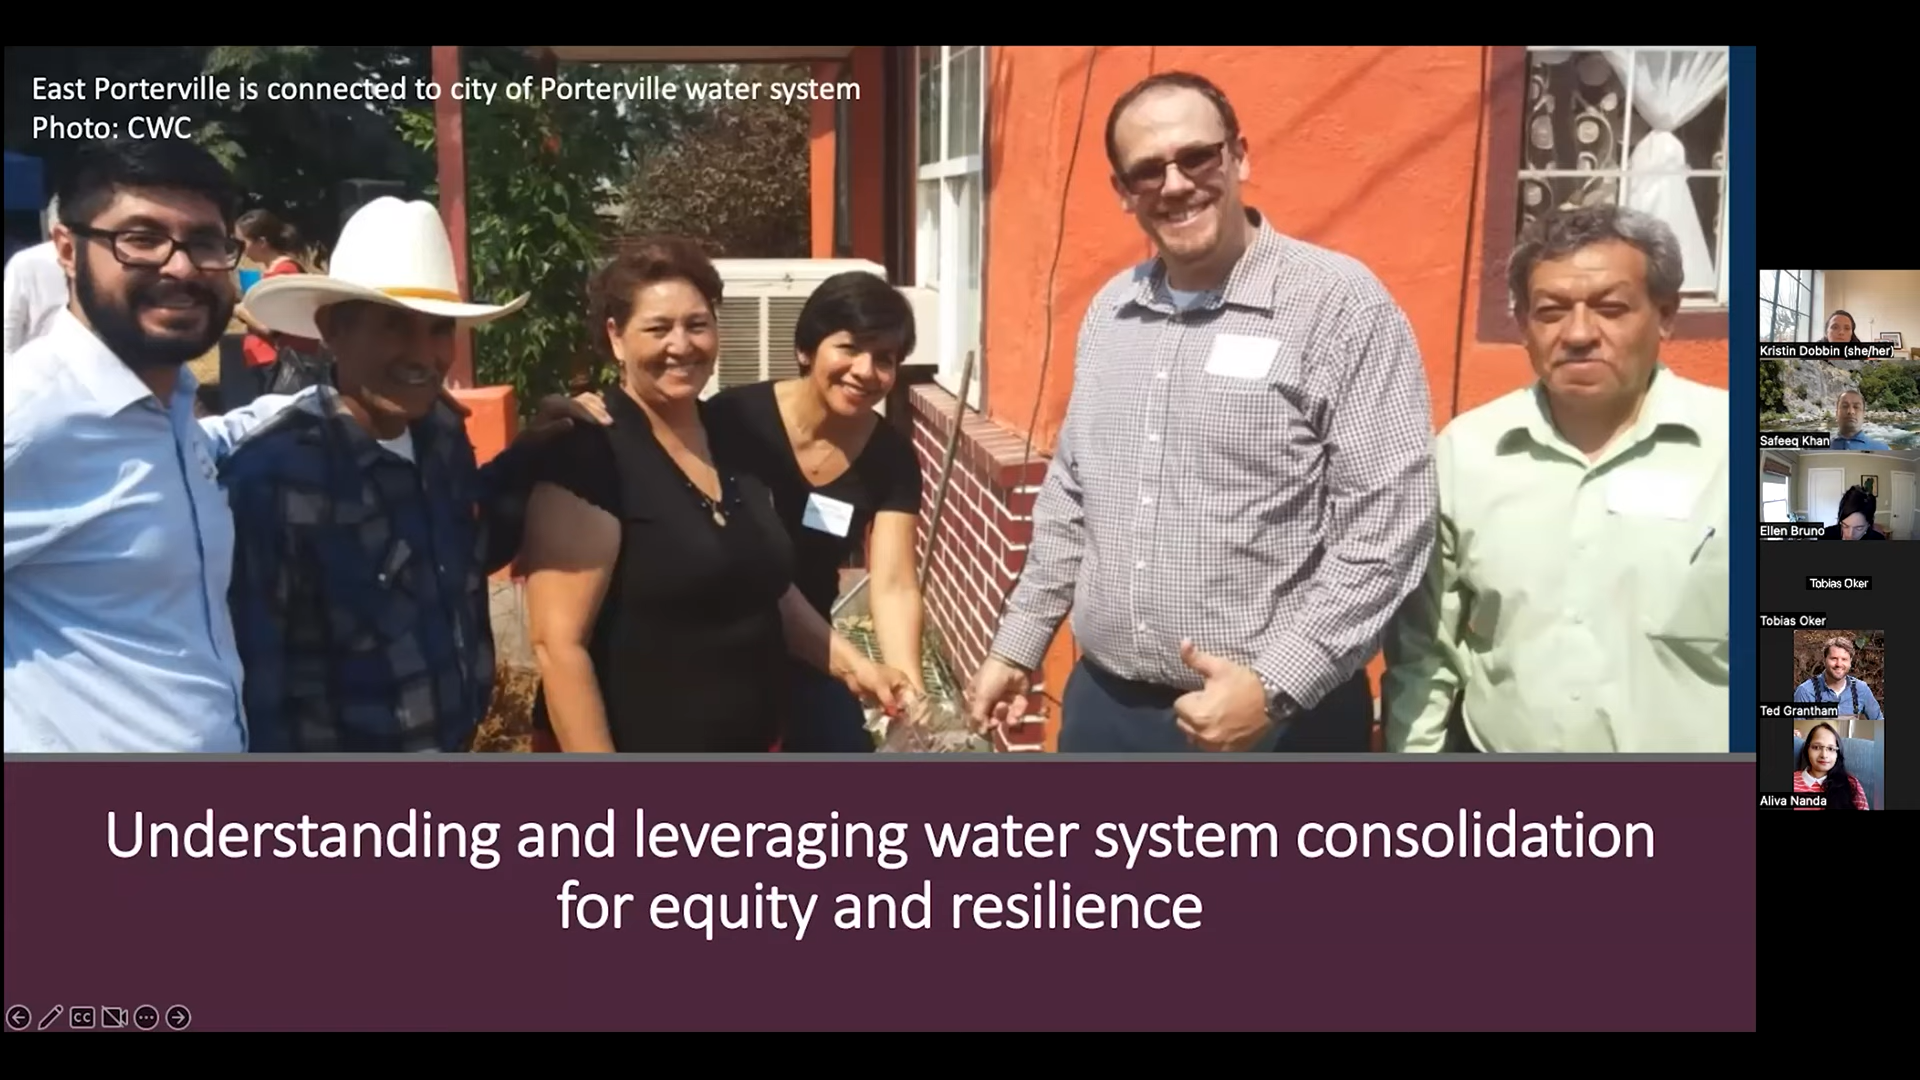 East Porterville is connected to city of Porterville water system
Photo: CWC
Understanding and leveraging water system consolidation
for equity and resilience
CC
Kristin Dobbin (she/her)
Safeeq Khan
Ellen Bruno
Tobias Oker
Tobias Oker
Ted Grantham
Aliva Nanda